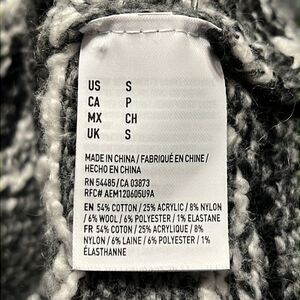 US S
CA P
MX CH
UK S
MADE IN CHINA / FABRIQUÉ EN CHINE /
HECHO EN CHINA
RN 54485/CA 03873
RFC# AEM120605U9A
EN 54% COTTON / 25% ACRYLIC / 8% NYLON
/ 6% WOOL / 6% POLYESTER / 1% ELASTANE
FR 54% COTON / 25% ACRYLIQUE / 8%
NYLON / 6% LAINE / 6% POLYESTER / 1%
ÉLASTHANNE